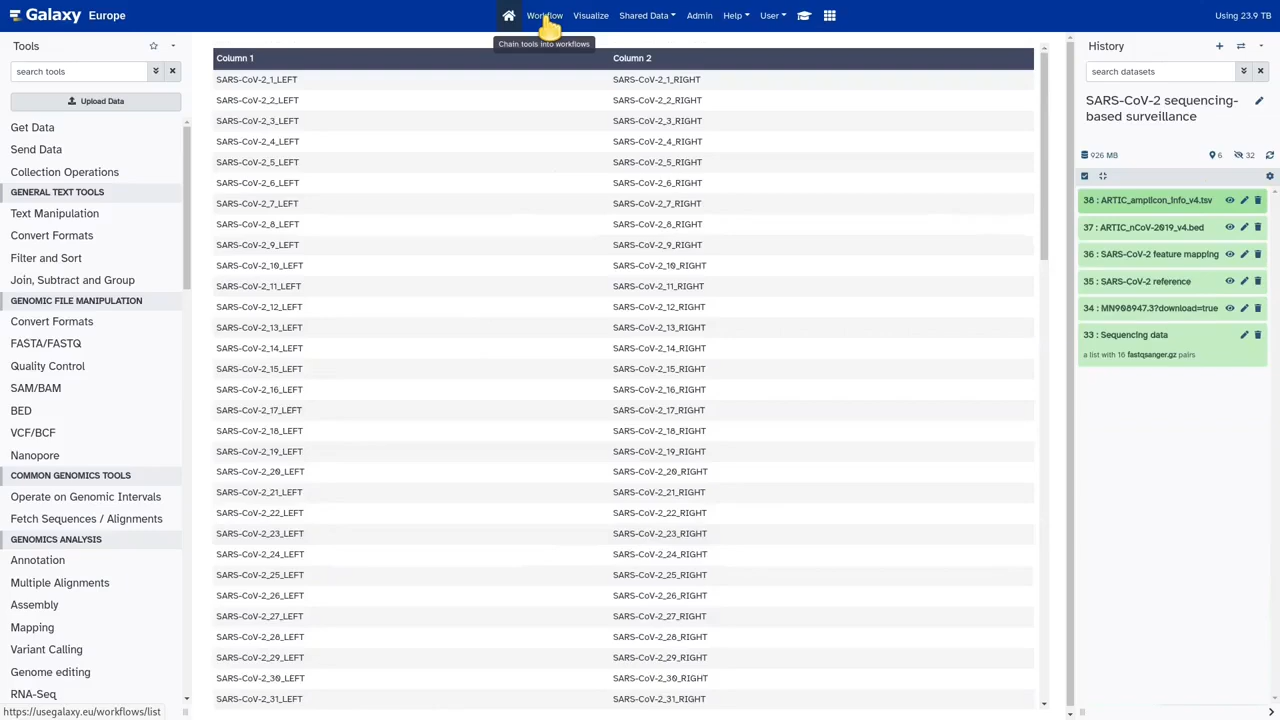 Galaxy Europe
Workflow Visualize Shared Data Admin Help User
Using 23.9 TB
Chain tools into workflows
Tools
search tools
Upload Data
Get Data
Send Data
Collection Operations
GENERAL TEXT TOOLS
Text Manipulation
Convert Formats
Filter and Sort
Join, Subtract and Group
GENOMIC FILE MANIPULATION
Convert Formats
FASTA/FASTQ
Quality Control
SAM/BAM
BED
VCF/BCF
Nanopore
COMMON GENOMICS TOOLS
Operate on Genomic Intervals
Fetch Sequences / Alignments
GENOMICS ANALYSIS
Annotation
Multiple Alignments
Assembly
Mapping
Variant Calling
Genome editing
RNA-Seq
https://usegalaxy.eu/workflows/list
Column 1 Column 2
SARS-CoV-2_1_LEFT SARS-CoV-2_1_RIGHT
SARS-CoV-2_2_LEFT SARS-CoV-2_2_RIGHT
SARS-CoV-2_3_LEFT SARS-CoV-2_3_RIGHT
SARS-CoV-2_4_LEFT SARS-CoV-2_4_RIGHT
SARS-CoV-2_5_LEFT SARS-CoV-2_5_RIGHT
SARS-CoV-2_6_LEFT SARS-CoV-2_6_RIGHT
SARS-CoV-2_7_LEFT SARS-CoV-2_7_RIGHT
SARS-CoV-2_8_LEFT SARS-CoV-2_8_RIGHT
SARS-CoV-2_9_LEFT SARS-CoV-2_9_RIGHT
SARS-CoV-2_10_LEFT SARS-CoV-2_10_RIGHT
SARS-CoV-2_11_LEFT SARS-CoV-2_11_RIGHT
SARS-CoV-2_12_LEFT SARS-CoV-2_12_RIGHT
SARS-CoV-2_13_LEFT SARS-CoV-2_13_RIGHT
SARS-CoV-2_14_LEFT SARS-CoV-2_14_RIGHT
SARS-CoV-2_15_LEFT SARS-CoV-2_15_RIGHT
SARS-CoV-2_16_LEFT SARS-CoV-2_16_RIGHT
SARS-CoV-2_17_LEFT SARS-CoV-2_17_RIGHT
SARS-CoV-2_18_LEFT SARS-CoV-2_18_RIGHT
SARS-CoV-2_19_LEFT SARS-CoV-2_19_RIGHT
SARS-CoV-2_20_LEFT SARS-CoV-2_20_RIGHT
SARS-CoV-2_21_LEFT SARS-CoV-2_21_RIGHT
SARS-CoV-2_22_LEFT SARS-CoV-2_22_RIGHT
SARS-CoV-2_23_LEFT SARS-CoV-2_23_RIGHT
SARS-CoV-2_24_LEFT SARS-CoV-2_24_RIGHT
SARS-CoV-2_25_LEFT SARS-CoV-2_25_RIGHT
SARS-CoV-2_26_LEFT SARS-CoV-2_26_RIGHT
SARS-CoV-2_27_LEFT SARS-CoV-2_27_RIGHT
SARS-CoV-2_28_LEFT SARS-CoV-2_28_RIGHT
SARS-CoV-2_29_LEFT SARS-CoV-2_29_RIGHT
SARS-CoV-2_30_LEFT SARS-CoV-2_30_RIGHT
SARS-CoV-2_31_LEFT SARS-CoV-2_31_RIGHT
History
search datasets
SARS-CoV-2 sequencing-
based surveillance
926 MB 6 32
38 : ARTIC_amplicon_info_v4.tsv
37 : ARTIC_nCoV-2019_v4.bed
36 : SARS-CoV-2 feature mapping
35 : SARS-CoV-2 reference
34 : MN908947.3?download=true
33 : Sequencing data
a list with 16 fastqsanger.gz pairs